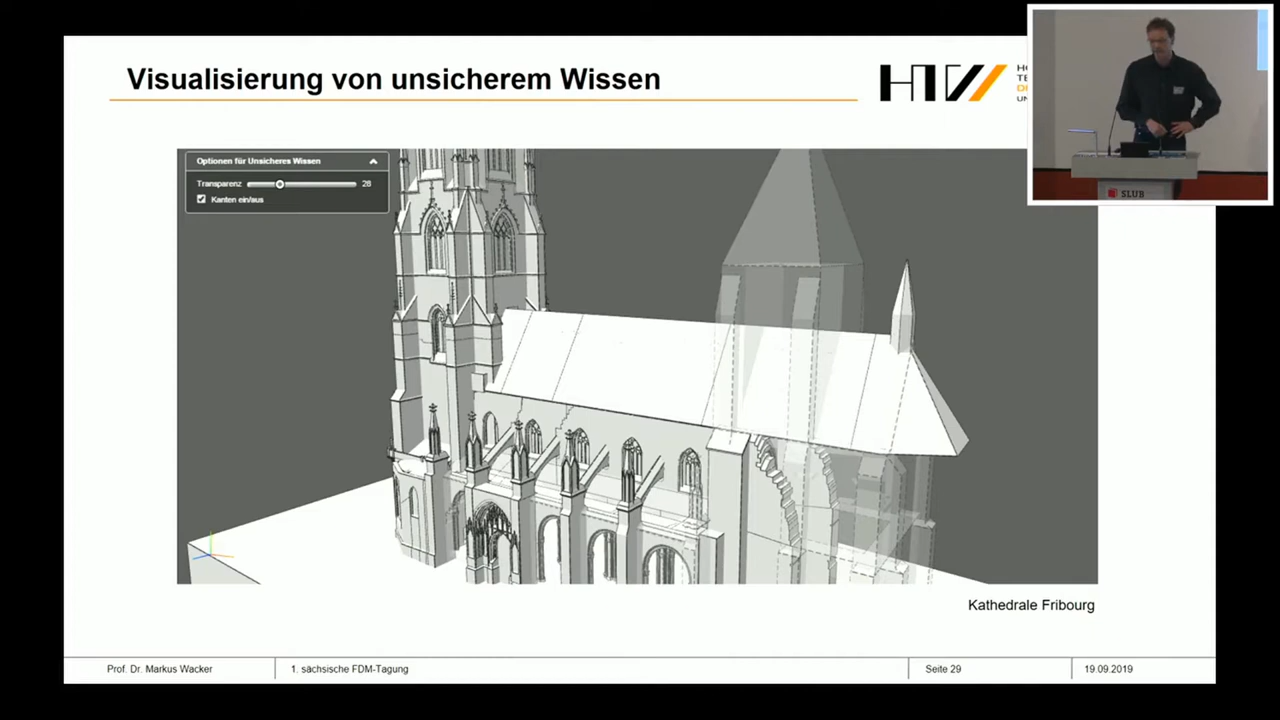 Visualisierung von unsicherem Wissen
HTW
Optionen für Unsicheres Wissen
Transparenz 28
Kanten ein/aus
SLUB
Kathedrale Fribourg
Prof. Dr. Markus Wacker
1. sächsische FDM-Tagung
Seite 29
19.09.2019